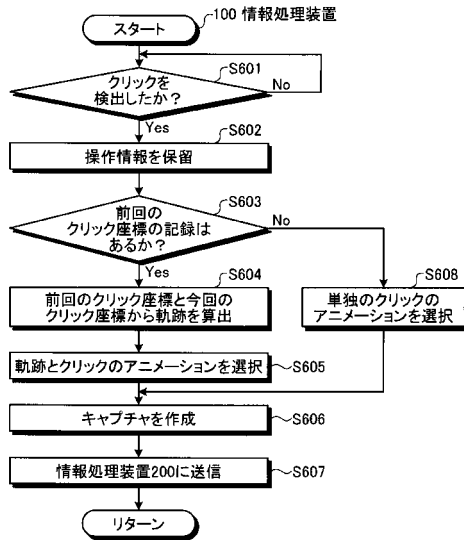 100 情報処理装置
スタート
S601
クリックを
検出したか？
No
Yes
S602
操作情報を保留
S603
前回の
クリック座標の記録は
あるか？
No
Yes
S604
前回のクリック座標と今回の
クリック座標から軌跡を算出
S608
単独のクリックの
アニメーションを選択
軌跡とクリックのアニメーションを選択
S605
キャプチャを作成
S606
情報処理装置200に送信
S607
リターン